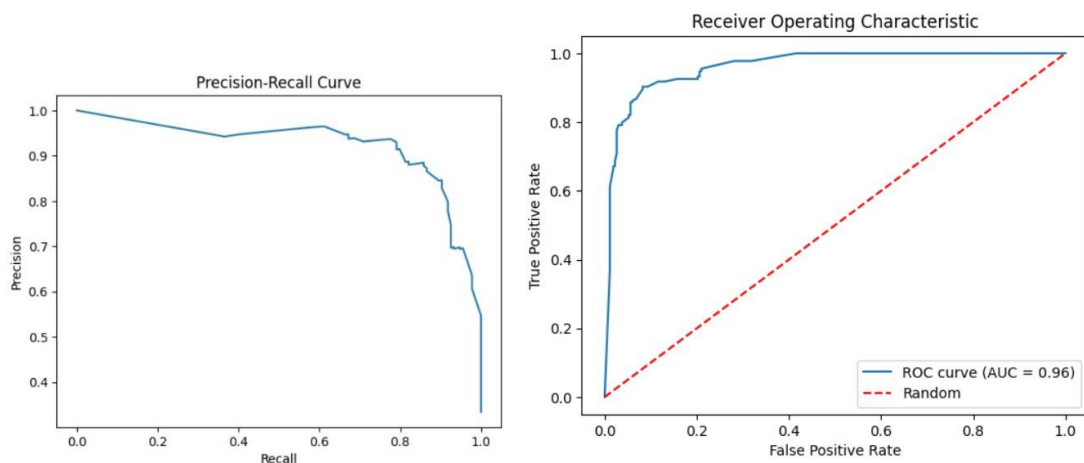 Precision-Recall Curve
1.0
0.9
0.8
0.7
0.6
0.5
0.4
Precision
0.0 0.2 0.4 0.6 0.8 1.0
Recall
Receiver Operating Characteristic
1.0
0.8
0.6
0.4
0.2
0.0
True Positive Rate
ROC curve (AUC = 0.96)
Random
0.0 0.2 0.4 0.6 0.8 1.0
False Positive Rate